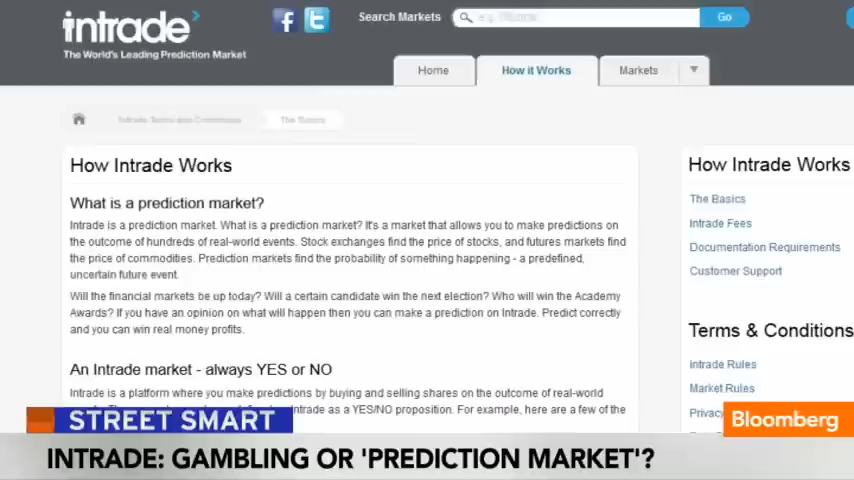 intrade
The World's Leading Prediction Market
Search Markets
Go
Home
How it Works
Markets
Intrade Terms and Conditions
The Basics
How Intrade Works
What is a prediction market?
Intrade is a prediction market. What is a prediction market? It's a market that allows you to make predictions on
the outcome of hundreds of real-world events. Stock exchanges find the price of stocks, and futures markets find
the price of commodities. Prediction markets find the probability of something happening - a predefined,
uncertain future event.
Will the financial markets be up today? Will a certain candidate win the next election? Who will win the Academy
Awards? If you have an opinion on what will happen then you can make a prediction on Intrade. Predict correctly
and you can win real money profits.
An Intrade market - always YES or NO
Intrade is a platform where you make predictions by buying and selling shares on the outcome of real-world
Intrade as a YES/NO proposition. For example, here are a few of the
How Intrade Works
The Basics
Intrade Fees
Documentation Requirements
Customer Support
Terms & Conditions
Intrade Rules
Market Rules
Privacy
Bloomberg
STREET SMART
INTRADE: GAMBLING OR 'PREDICTION MARKET'?